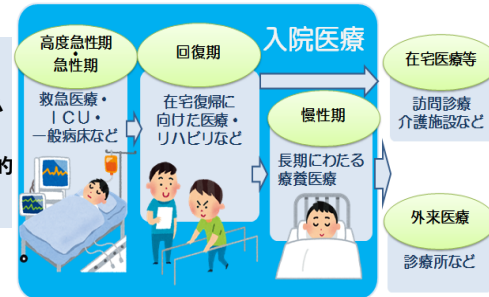 入院医療
高度急性期
・
急性期
救急医療・
ＩＣＵ・
一般病床など
回復期
在宅復帰に
向けた医療・
リハビリなど
慢性期
長期にわたる
療養医療
在宅医療等
訪問診療
介護施設など
外来医療
診療所など
的
。